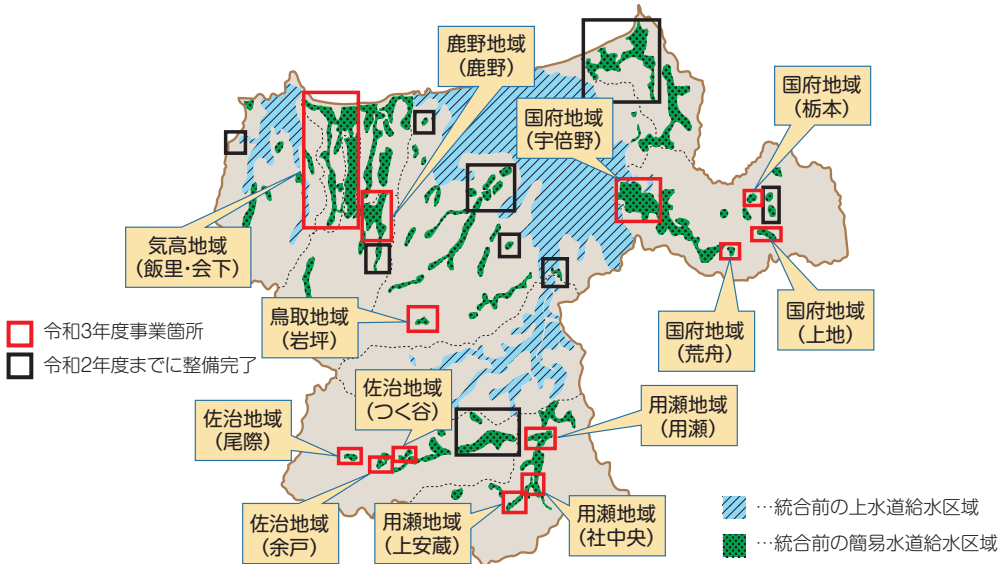 鹿野地域
(鹿野)
国府地域
(宇倍野)
国府地域
(栃本)
気高地域
(飯里・会下)
鳥取地域
(岩坪)
国府地域
(荒舟)
国府地域
(上地)
令和3年度事業箇所
令和2年度までに整備完了
佐治地域
(つく谷)
佐治地域
(尾際)
用瀬地域
(用瀬)
佐治地域
(余戸)
用瀬地域
(上安蔵)
用瀬地域
(社中央)
…統合前の上水道給水区域
…統合前の簡易水道給水区域